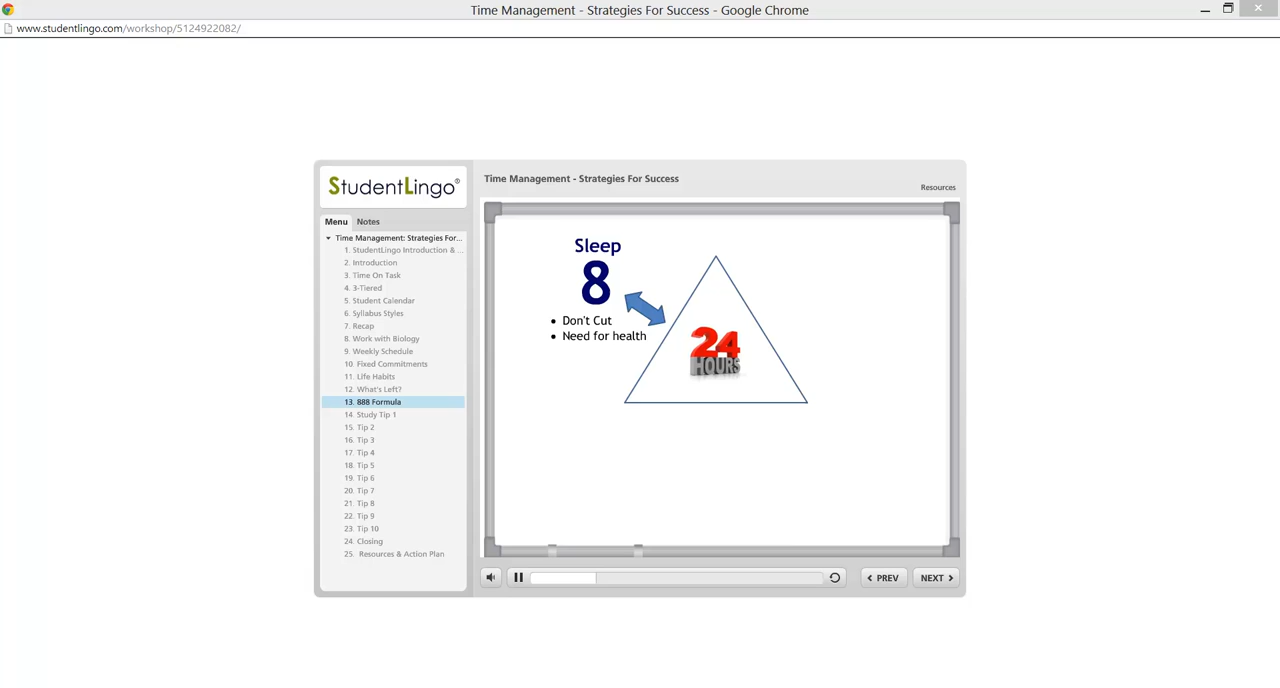 Time Management - Strategies For Success - Google Chrome
www.studentlingo.com/workshop/5124922082/
StudentLingo®
Time Management - Strategies For Success
Resources
Menu Notes
Time Management: Strategies For...
1. StudentLingo Introduction & ...
2. Introduction
3. Time On Task
4. 3-Tiered
5. Student Calendar
6. Syllabus Styles
7. Recap
8. Work with Biology
9. Weekly Schedule
10. Fixed Commitments
11. Life Habits
12. What's Left?
13. 888 Formula
14. Study Tip 1
15. Tip 2
16. Tip 3
17. Tip 4
18. Tip 5
19. Tip 6
20. Tip 7
21. Tip 8
22. Tip 9
23. Tip 10
24. Closing
25. Resources & Action Plan
Sleep
8
• Don't Cut
• Need for health
24
HOURS
PREV
NEXT